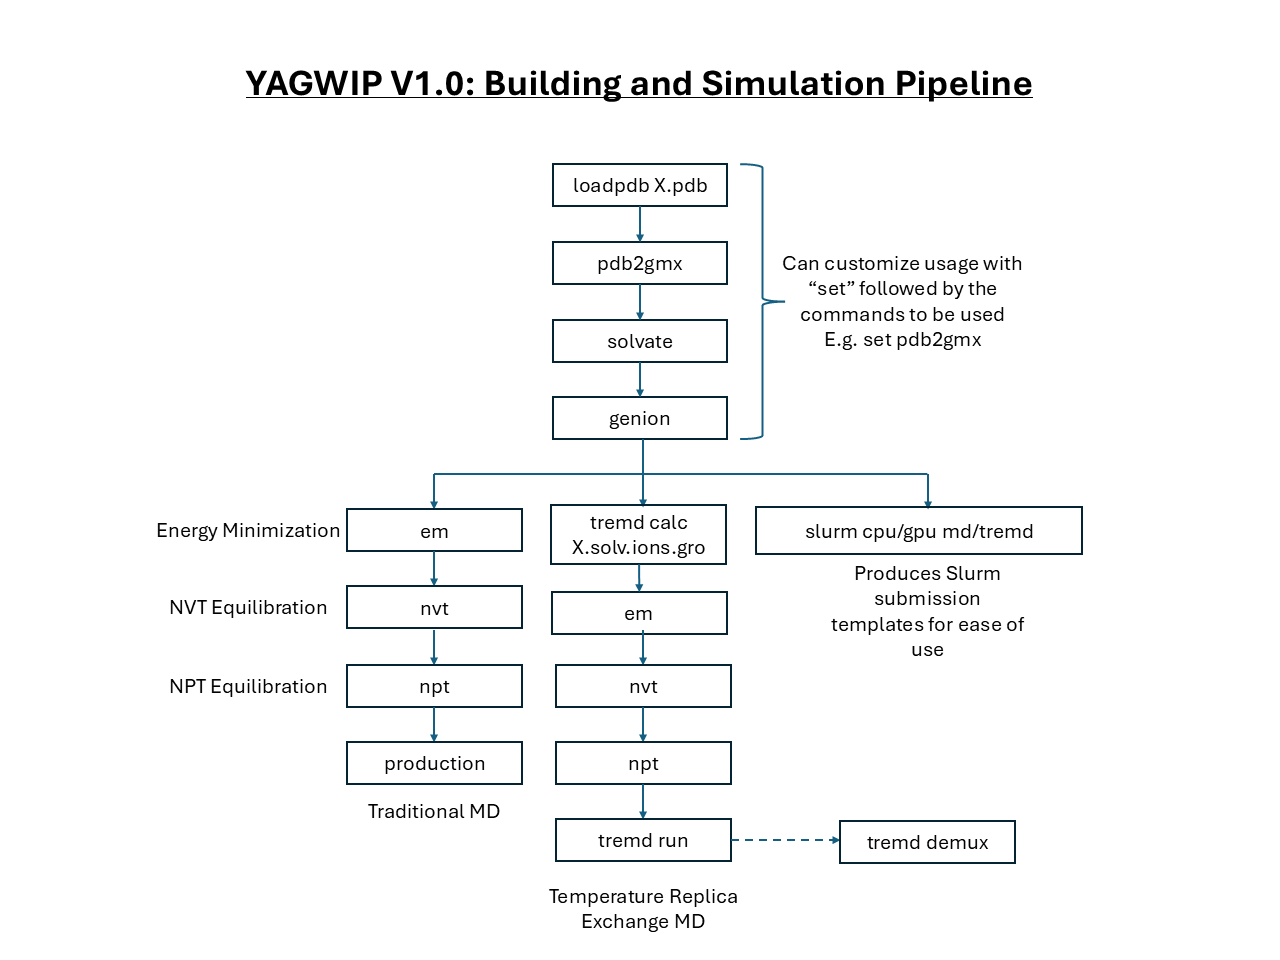 YAGWIP V1.0: Building and Simulation Pipeline
loadpdb X.pdb
pdb2gmx
solvate
genion
Can customize usage with
“set” followed by the
commands to be used
E.g. set pdb2gmx
Energy Minimization
em
NVT Equilibration
nvt
NPT Equilibration
npt
production
Traditional MD
tremd calc
X.solv.ions.gro
em
nvt
npt
tremd run
Temperature Replica
Exchange MD
tremd demux
slurm cpu/gpu md/tremd
Produces Slurm
submission
templates for ease of
use